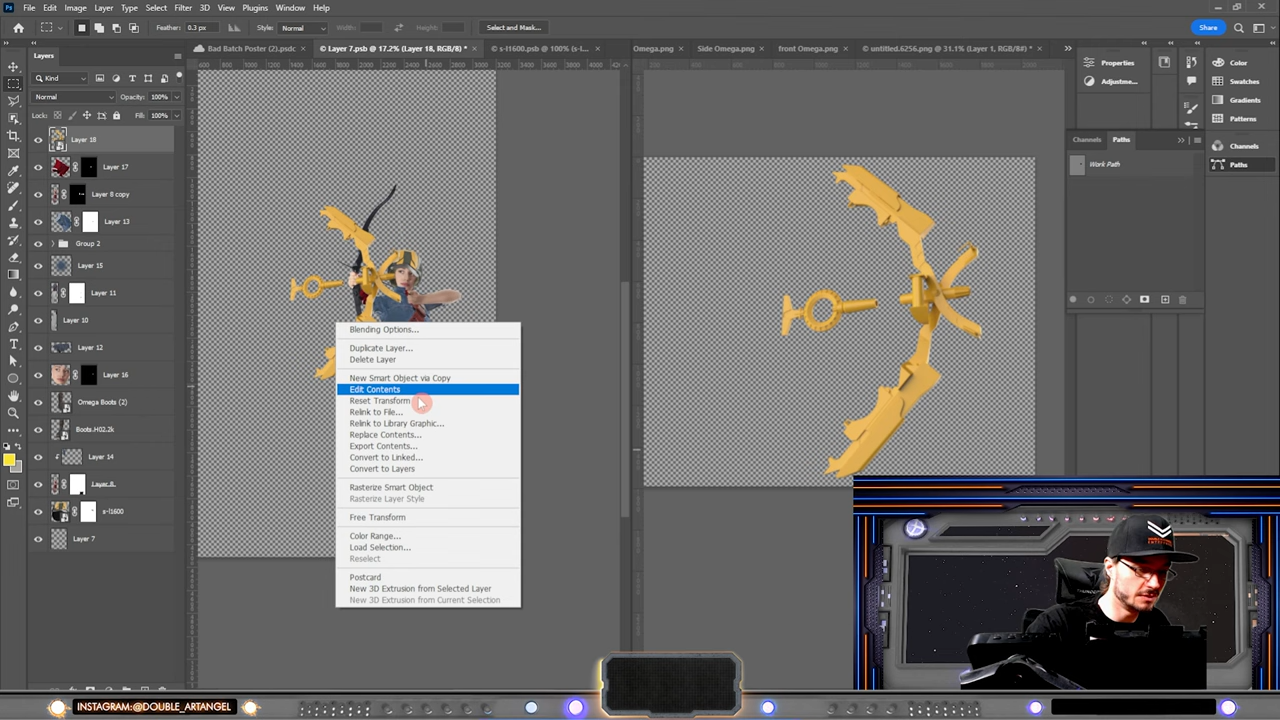 File Edit Image Layer Type Select Filter 3D View Plugins Window Help
Feather: 0.3 px Style: Normal Width: Height: Select and Mask... Share
Layers
Bad Batch Poster (2).psdc ×
© Layer 7.psb @ 17.2% (Layer 18, RGB/8) * ×
© s-l1600.psb @ 100% (s-l... ×
Omega.png ×
Side Omega.png ×
front Omega.png ×
© untitled.6256.png @ 31.1% (Layer 1, RGB/8#) * ×
Kind
Normal Opacity: 100%
Lock: Fill: 100%
Layer 18
Layer 17
Layer 8 copy
Layer 13
Group 2
Layer 15
Layer 11
Layer 10
Layer 12
Layer 16
Omega Boots (2)
Boots.H02.2k
Layer 14
Layer 8
s-l1600
Layer 7
Blending Options...
Duplicate Layer...
Delete Layer
New Smart Object via Copy
Edit Contents
Reset Transform
Relink to File...
Relink to Library Graphic...
Replace Contents...
Export Contents...
Convert to Linked...
Convert to Layers
Rasterize Smart Object
Rasterize Layer Style
Free Transform
Color Range...
Load Selection...
Reselect
Postcard
New 3D Extrusion from Selected Layer
New 3D Extrusion from Current Selection
Properties
Adjustme...
Color
Swatches
Gradients
Patterns
Channels Paths
Work Path
Channels
Paths
INSTAGRAM:@DOUBLE_ARTANGEL